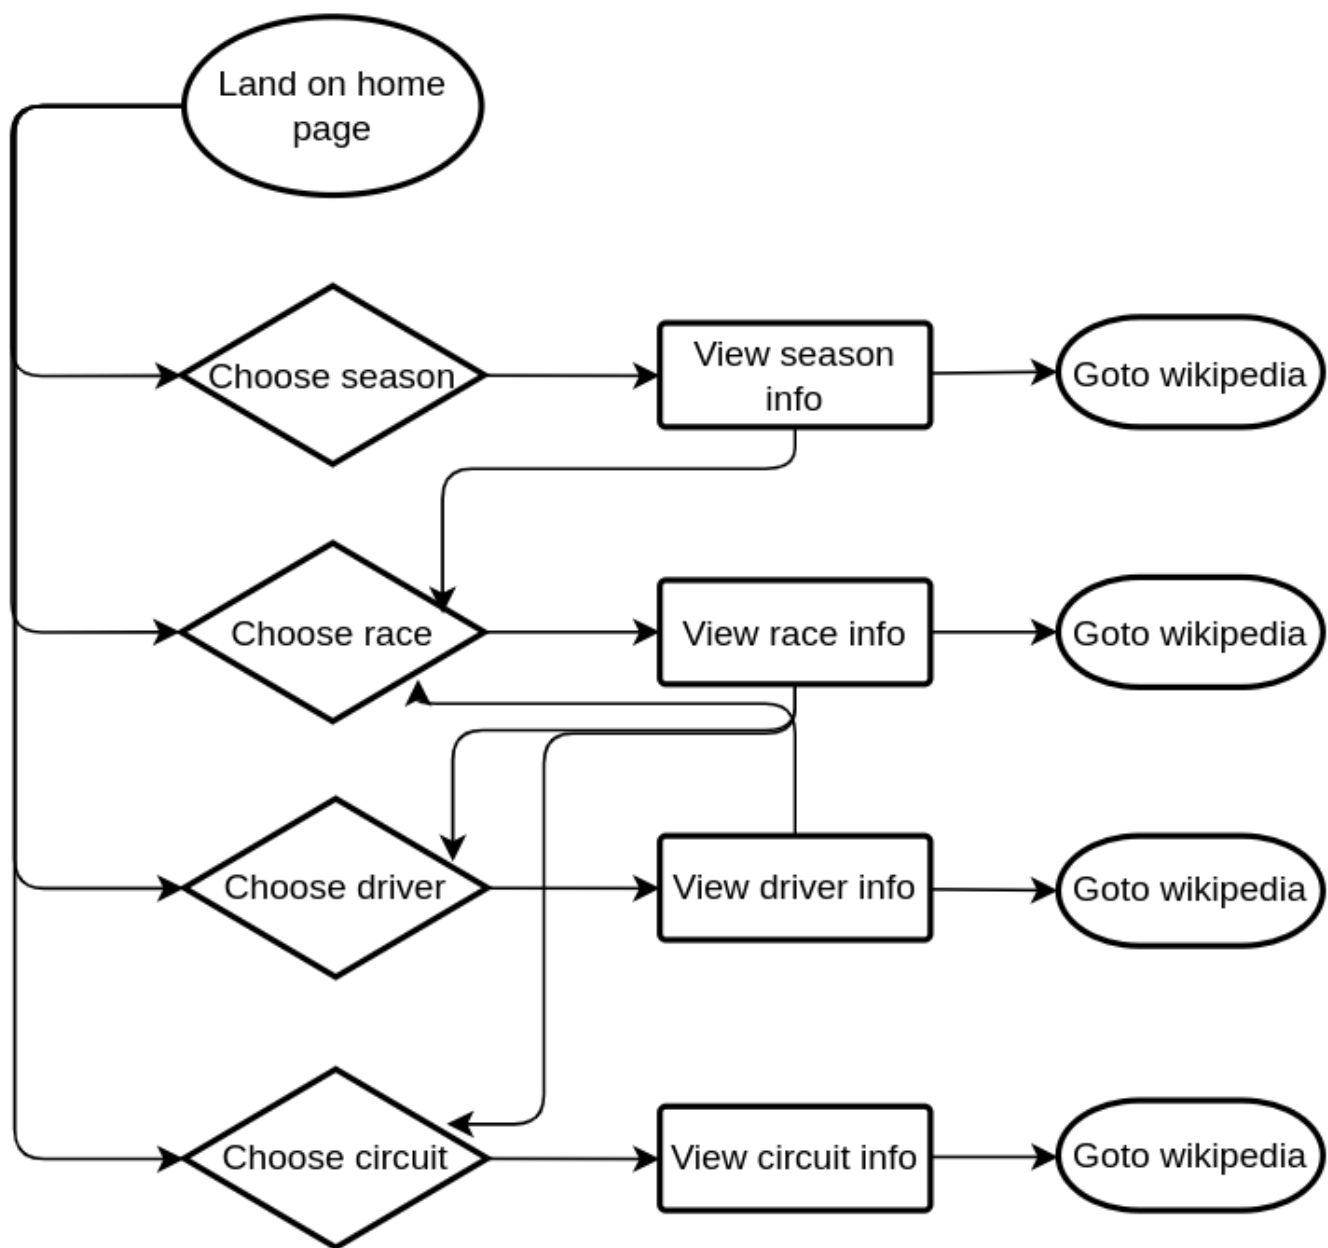 Land on home
page
Choose season
View season
info
Goto wikipedia
Choose race
View race info
Goto wikipedia
Choose driver
View driver info
Goto wikipedia
Choose circuit
View circuit info
Goto wikipedia